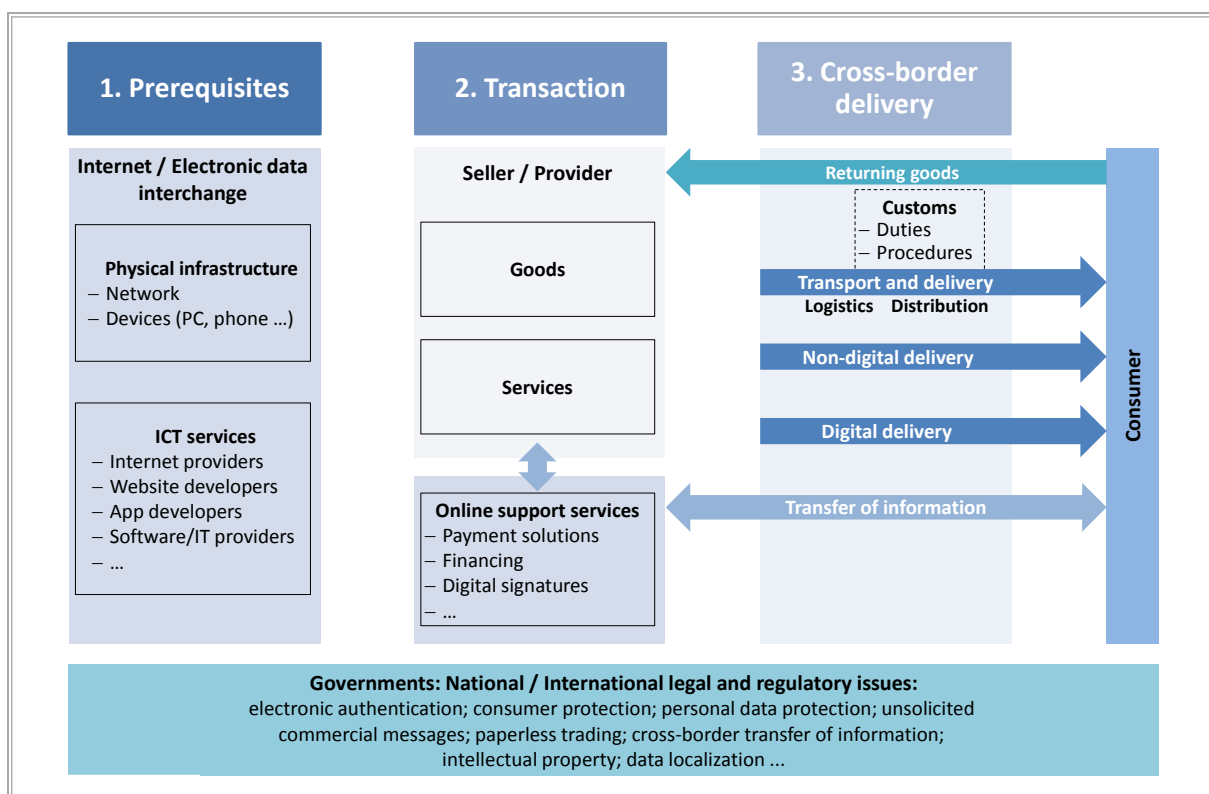 1. Prerequisites
2. Transaction
3. Cross-border
delivery
Internet / Electronic data
interchange
Physical infrastructure
– Network
– Devices (PC, phone ...)
ICT services
– Internet providers
– Website developers
– App developers
– Software/IT providers
– ...
Seller / Provider
Goods
Services
Online support services
– Payment solutions
– Financing
– Digital signatures
– ...
Returning goods
Customs
– Duties
– Procedures
Transport and delivery
Logistics Distribution
Non-digital delivery
Digital delivery
Transfer of information
Consumer
Governments: National / International legal and regulatory issues:
electronic authentication; consumer protection; personal data protection; unsolicited
commercial messages; paperless trading; cross-border transfer of information;
intellectual property; data localization ...